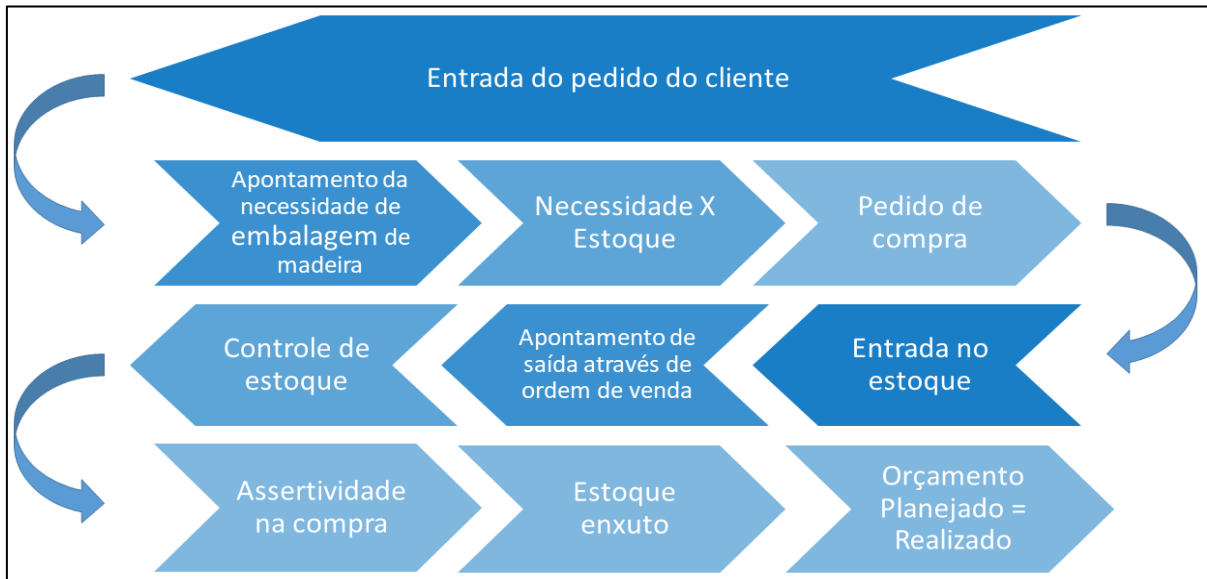 Entrada do pedido do cliente
Apontamento da
necessidade de
embalagem de
madeira
Necessidade X
Estoque
Pedido de
compra
Entrada no
estoque
Apontamento de
saída através de
ordem de venda
Controle de
estoque
Assertividade
na compra
Estoque
enxuto
Orçamento
Planejado =
Realizado